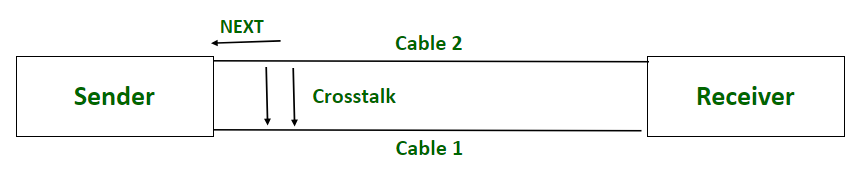 NEXT
Cable 2
Sender
Crosstalk
Receiver
Cable 1